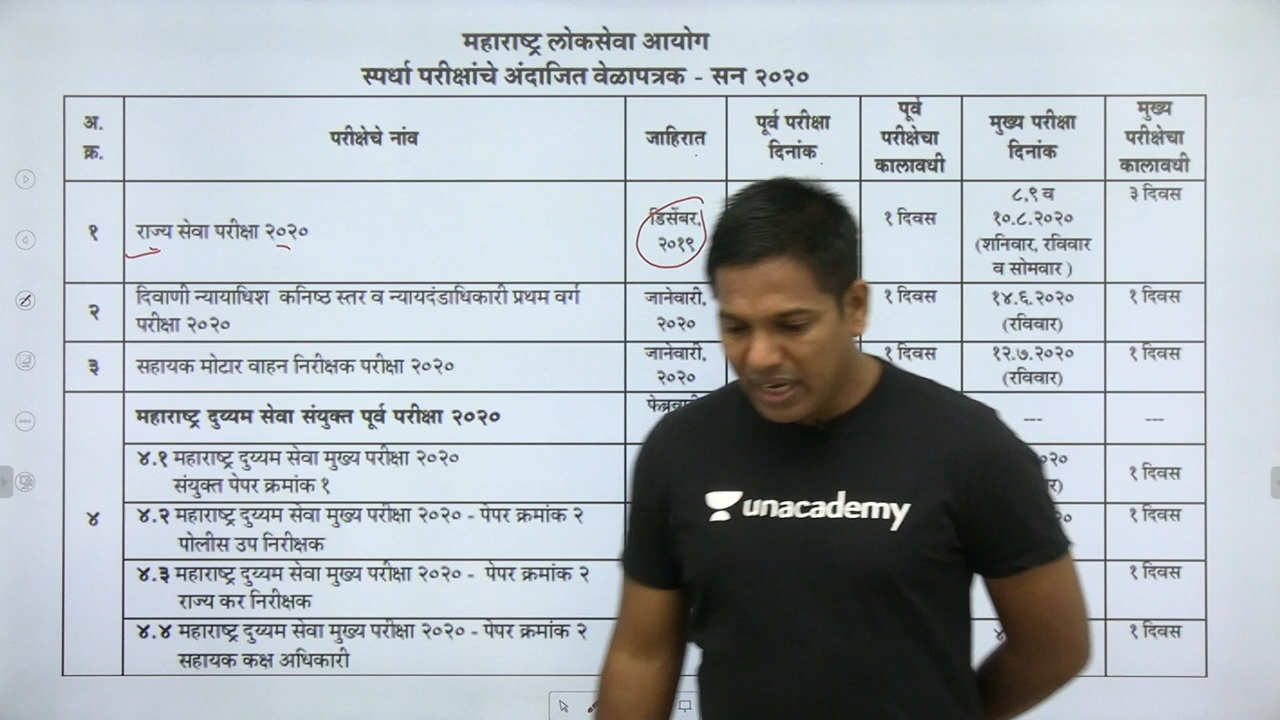 महाराष्ट्र लोकसेवा आयोग
स्पर्धा परीक्षांचे अंदाजित वेळापत्रक - सन २०२०
अ. क्र.
परीक्षेचे नांव
जाहिरात
पूर्व परीक्षा दिनांक
पूर्व परीक्षेचा कालावधी
मुख्य परीक्षा दिनांक
मुख्य परीक्षेचा कालावधी
१
राज्य सेवा परीक्षा २०२०
डिसेंबर, २०१९
१ दिवस
८,९ व
१०.८.२०२०
(शनिवार, रविवार
व सोमवार )
३ दिवस
२
दिवाणी न्यायाधिश कनिष्ठ स्तर व न्यायदंडाधिकारी प्रथम वर्ग
परीक्षा २०२०
जानेवारी, २०२०
१ दिवस
१४.६.२०२०
(रविवार)
१ दिवस
३
सहायक मोटार वाहन निरीक्षक परीक्षा २०२०
जानेवारी, २०२०
१ दिवस
१२.७.२०२०
(रविवार)
१ दिवस
४
महाराष्ट्र दुय्यम सेवा संयुक्त पूर्व परीक्षा २०२०
---
---
४.१ महाराष्ट्र दुय्यम सेवा मुख्य परीक्षा २०२०
संयुक्त पेपर क्रमांक १
१ दिवस
४.२ महाराष्ट्र दुय्यम सेवा मुख्य परीक्षा २०२० - पेपर क्रमांक २
पोलीस उप निरीक्षक
१ दिवस
४.३ महाराष्ट्र दुय्यम सेवा मुख्य परीक्षा २०२० - पेपर क्रमांक २
राज्य कर निरीक्षक
१ दिवस
४.४ महाराष्ट्र दुय्यम सेवा मुख्य परीक्षा २०२० - पेपर क्रमांक २
सहायक कक्ष अधिकारी
१ दिवस
unacademy